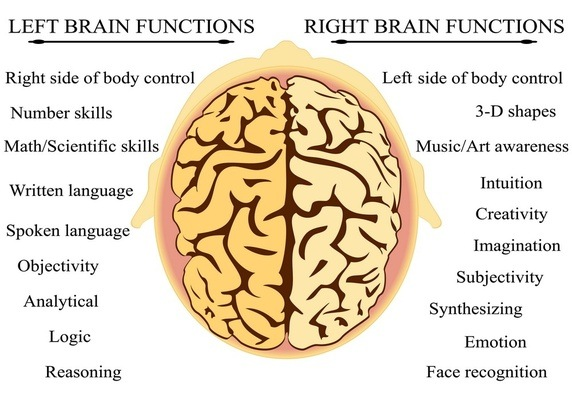 LEFT BRAIN FUNCTIONS
Right side of body control
Number skills
Math/Scientific skills
Written language
Spoken language
Objectivity
Analytical
Logic
Reasoning
RIGHT BRAIN FUNCTIONS
Left side of body control
3-D shapes
Music/Art awareness
Intuition
Creativity
Imagination
Subjectivity
Synthesizing
Emotion
Face recognition